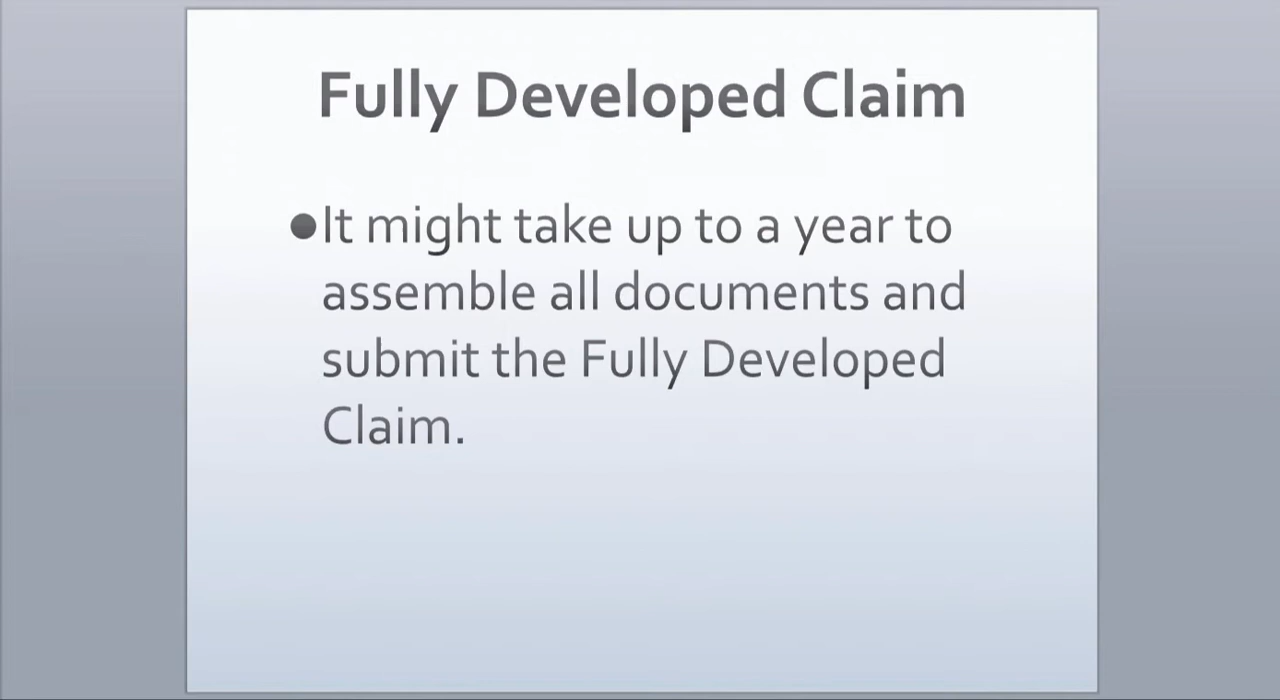 Fully Developed Claim
●It might take up to a year to
assemble all documents and
submit the Fully Developed
Claim.